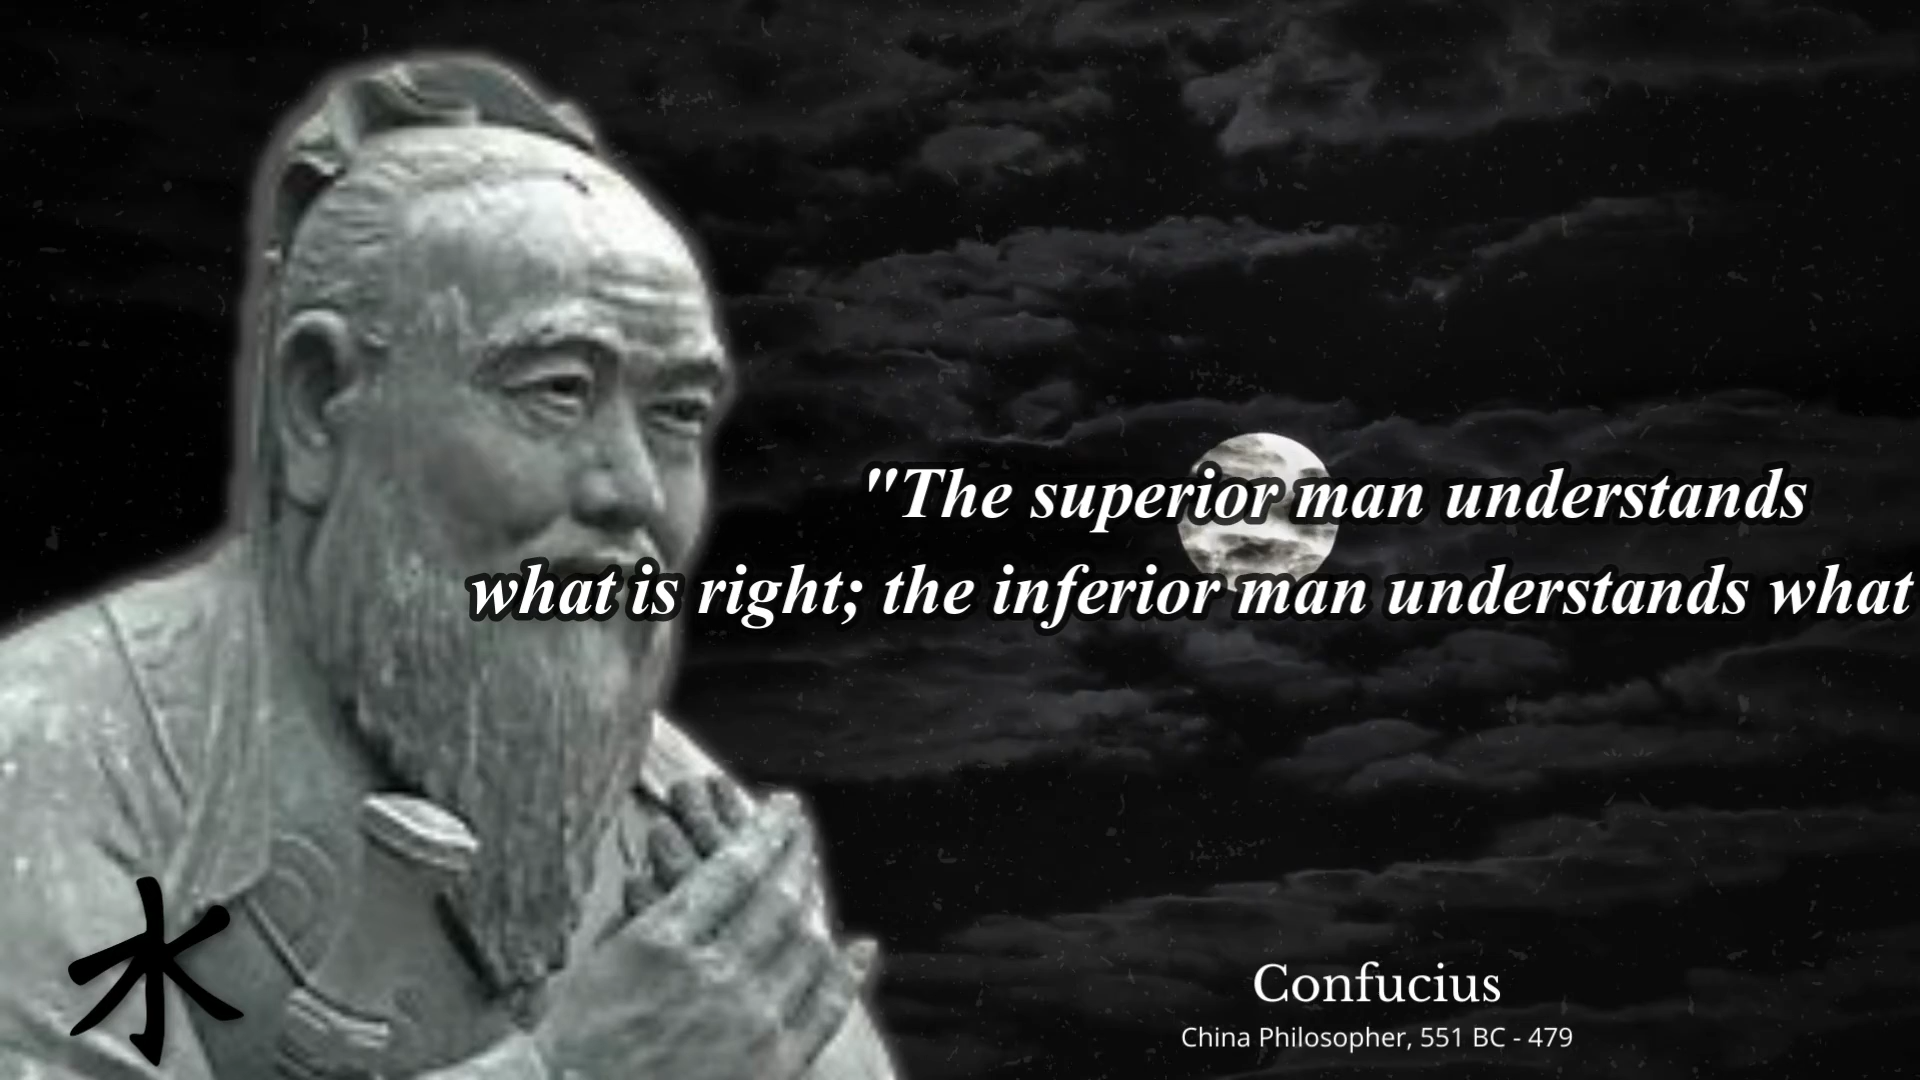 "The superior man understands
what is right; the inferior man understands what
Confucius
China Philosopher, 551 BC - 479
水